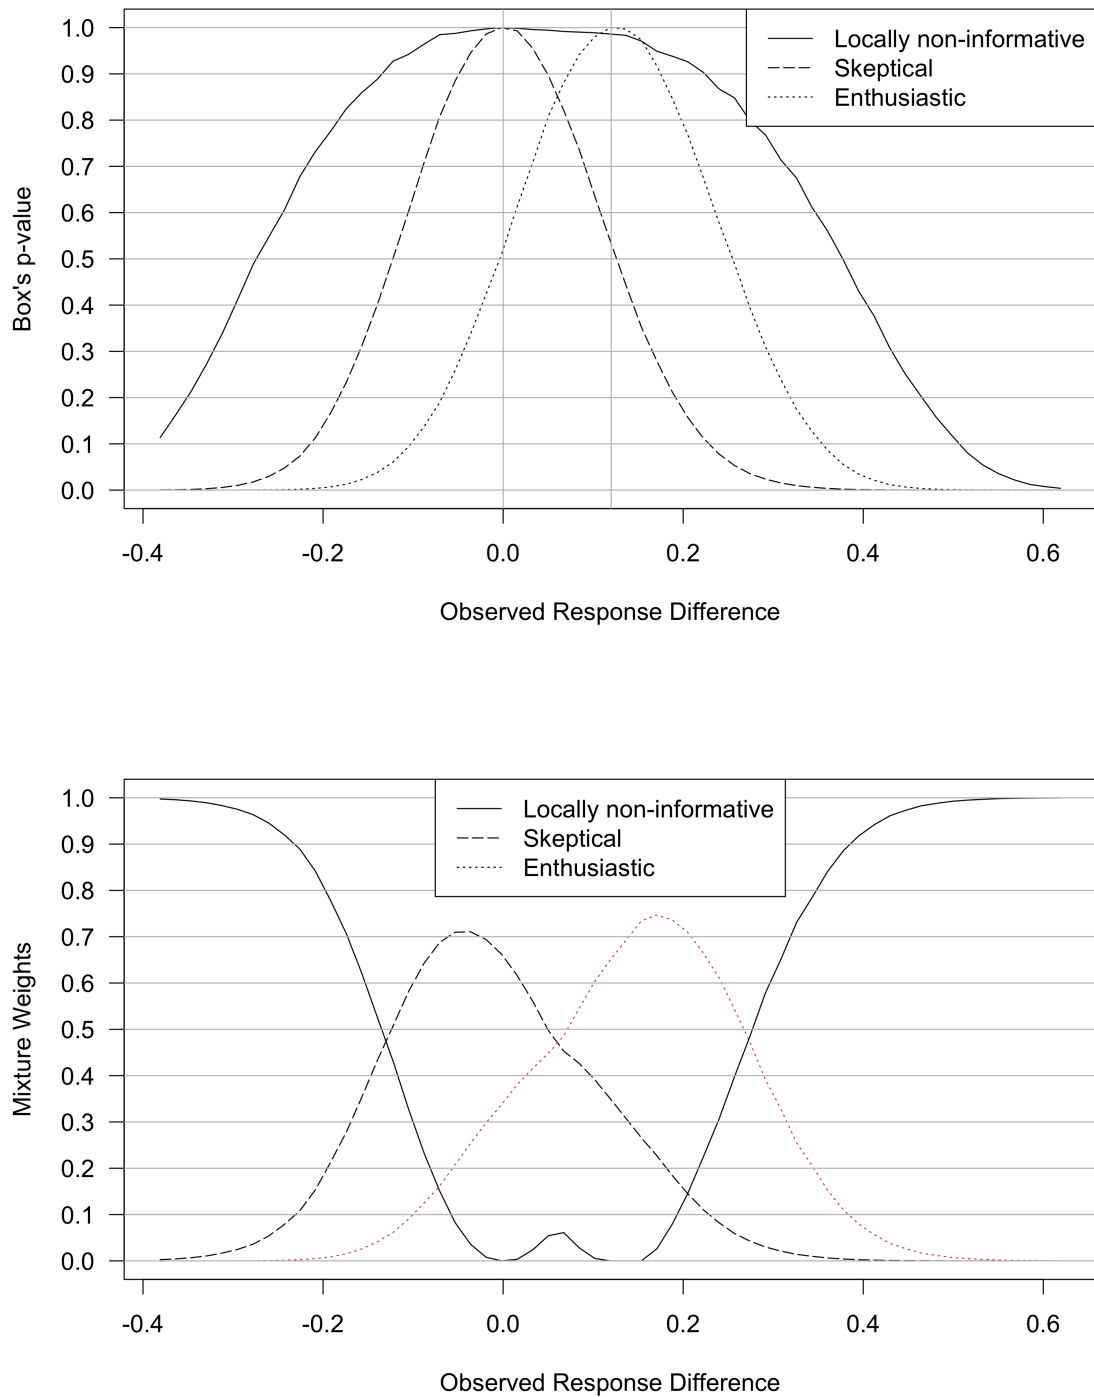 Locally non-informative
Skeptical
Enthusiastic
1.0
0.9
0.8
0.7
0.6
0.5
0.4
0.3
0.2
0.1
0.0
Box's p-value
-0.4 -0.2 0.0 0.2 0.4 0.6
Observed Response Difference
Locally non-informative
Skeptical
Enthusiastic
1.0
0.9
0.8
0.7
0.6
0.5
0.4
0.3
0.2
0.1
0.0
Mixture Weights
-0.4 -0.2 0.0 0.2 0.4 0.6
Observed Response Difference